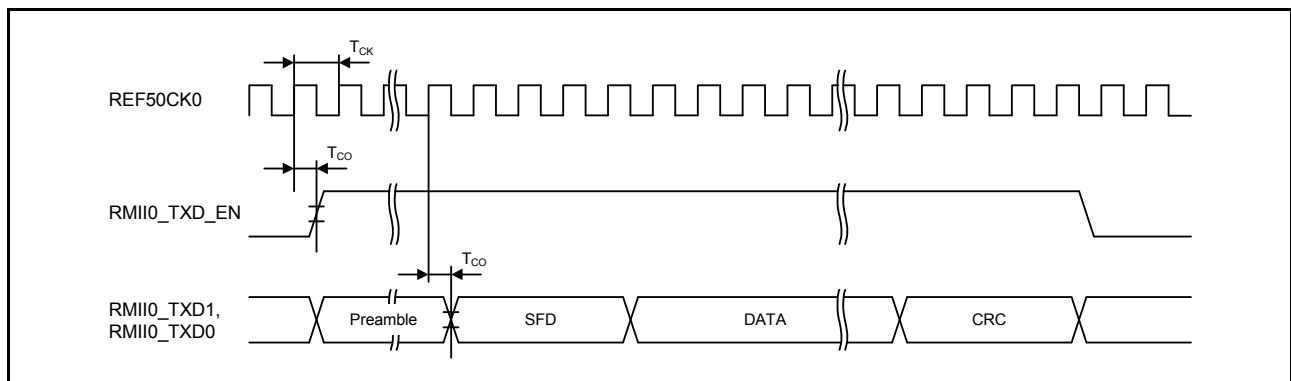 TCK
REF50CK0
TCO
RMII0_TXD_EN
TCO
RMII0_TXD1,
RMII0_TXD0
Preamble
SFD
DATA
CRC